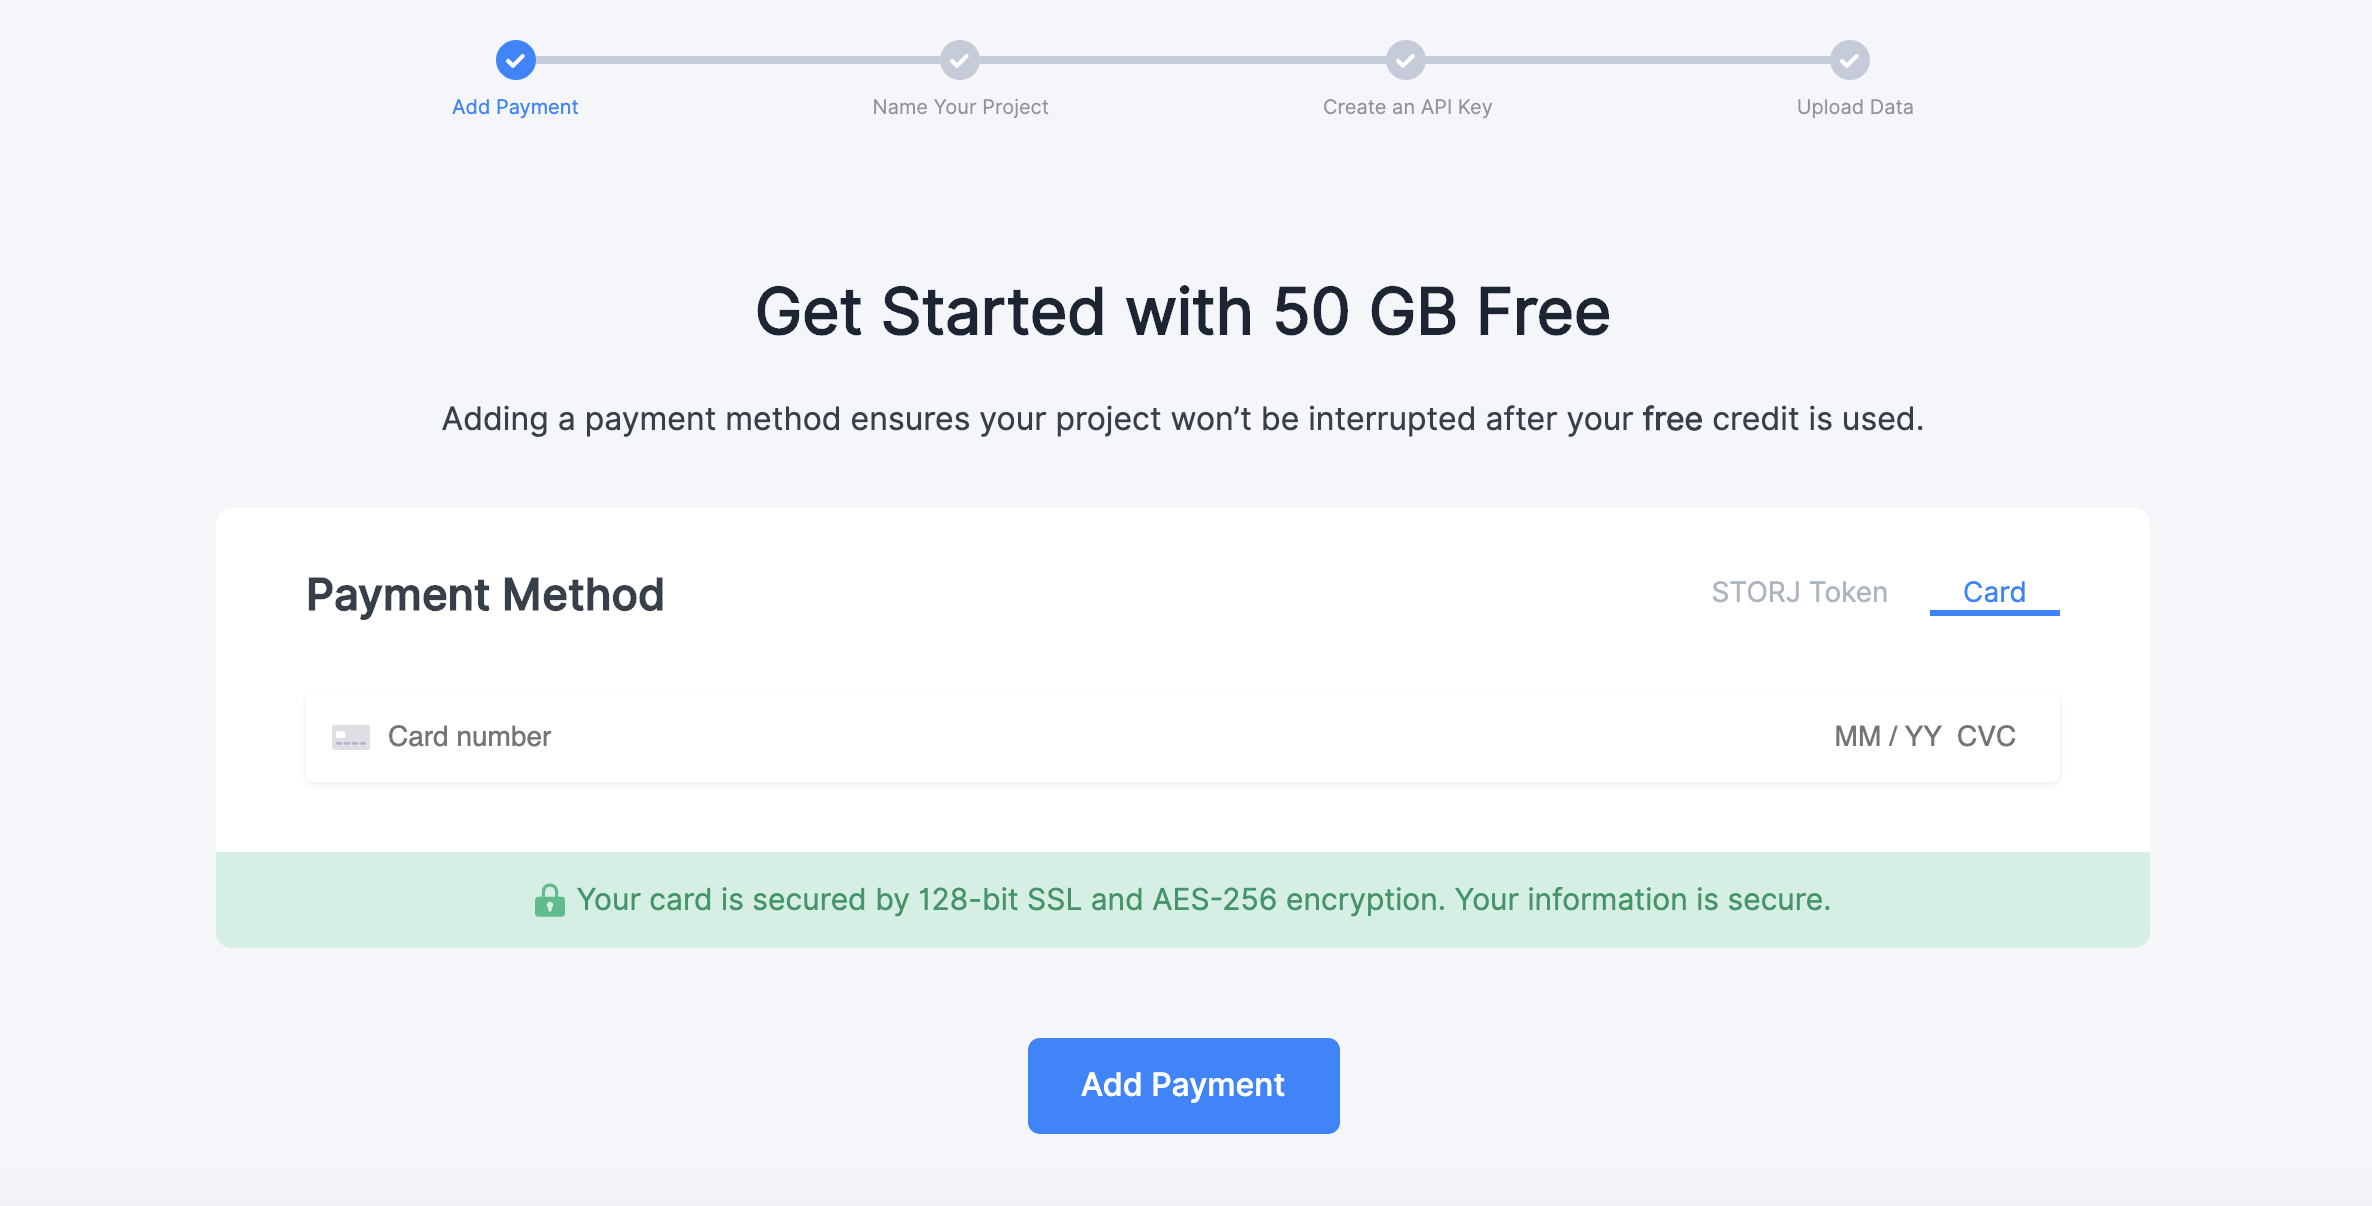 Add Payment
Name Your Project
Create an API Key
Upload Data
Get Started with 50 GB Free
Adding a payment method ensures your project won’t be interrupted after your free credit is used.
Payment Method
STORJ Token
Card
Card number
MM / YY CVC
Your card is secured by 128-bit SSL and AES-256 encryption. Your information is secure.
Add Payment